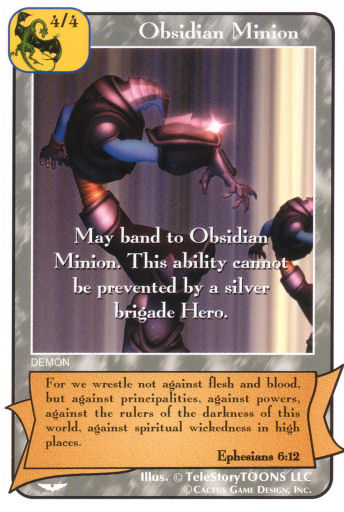 4/4
Obsidian Minion
May band to Obsidian
Minion. This ability cannot
be prevented by a silver
brigade Hero.
DEMON
For we wrestle not against flesh and blood,
but against principalities, against powers,
against the rulers of the darkness of this
world, against spiritual wickedness in high
places.
Ephesians 6:12
Illus. © TeleStoryTOONS LLC
© CACTUS GAME DESIGN, INC.